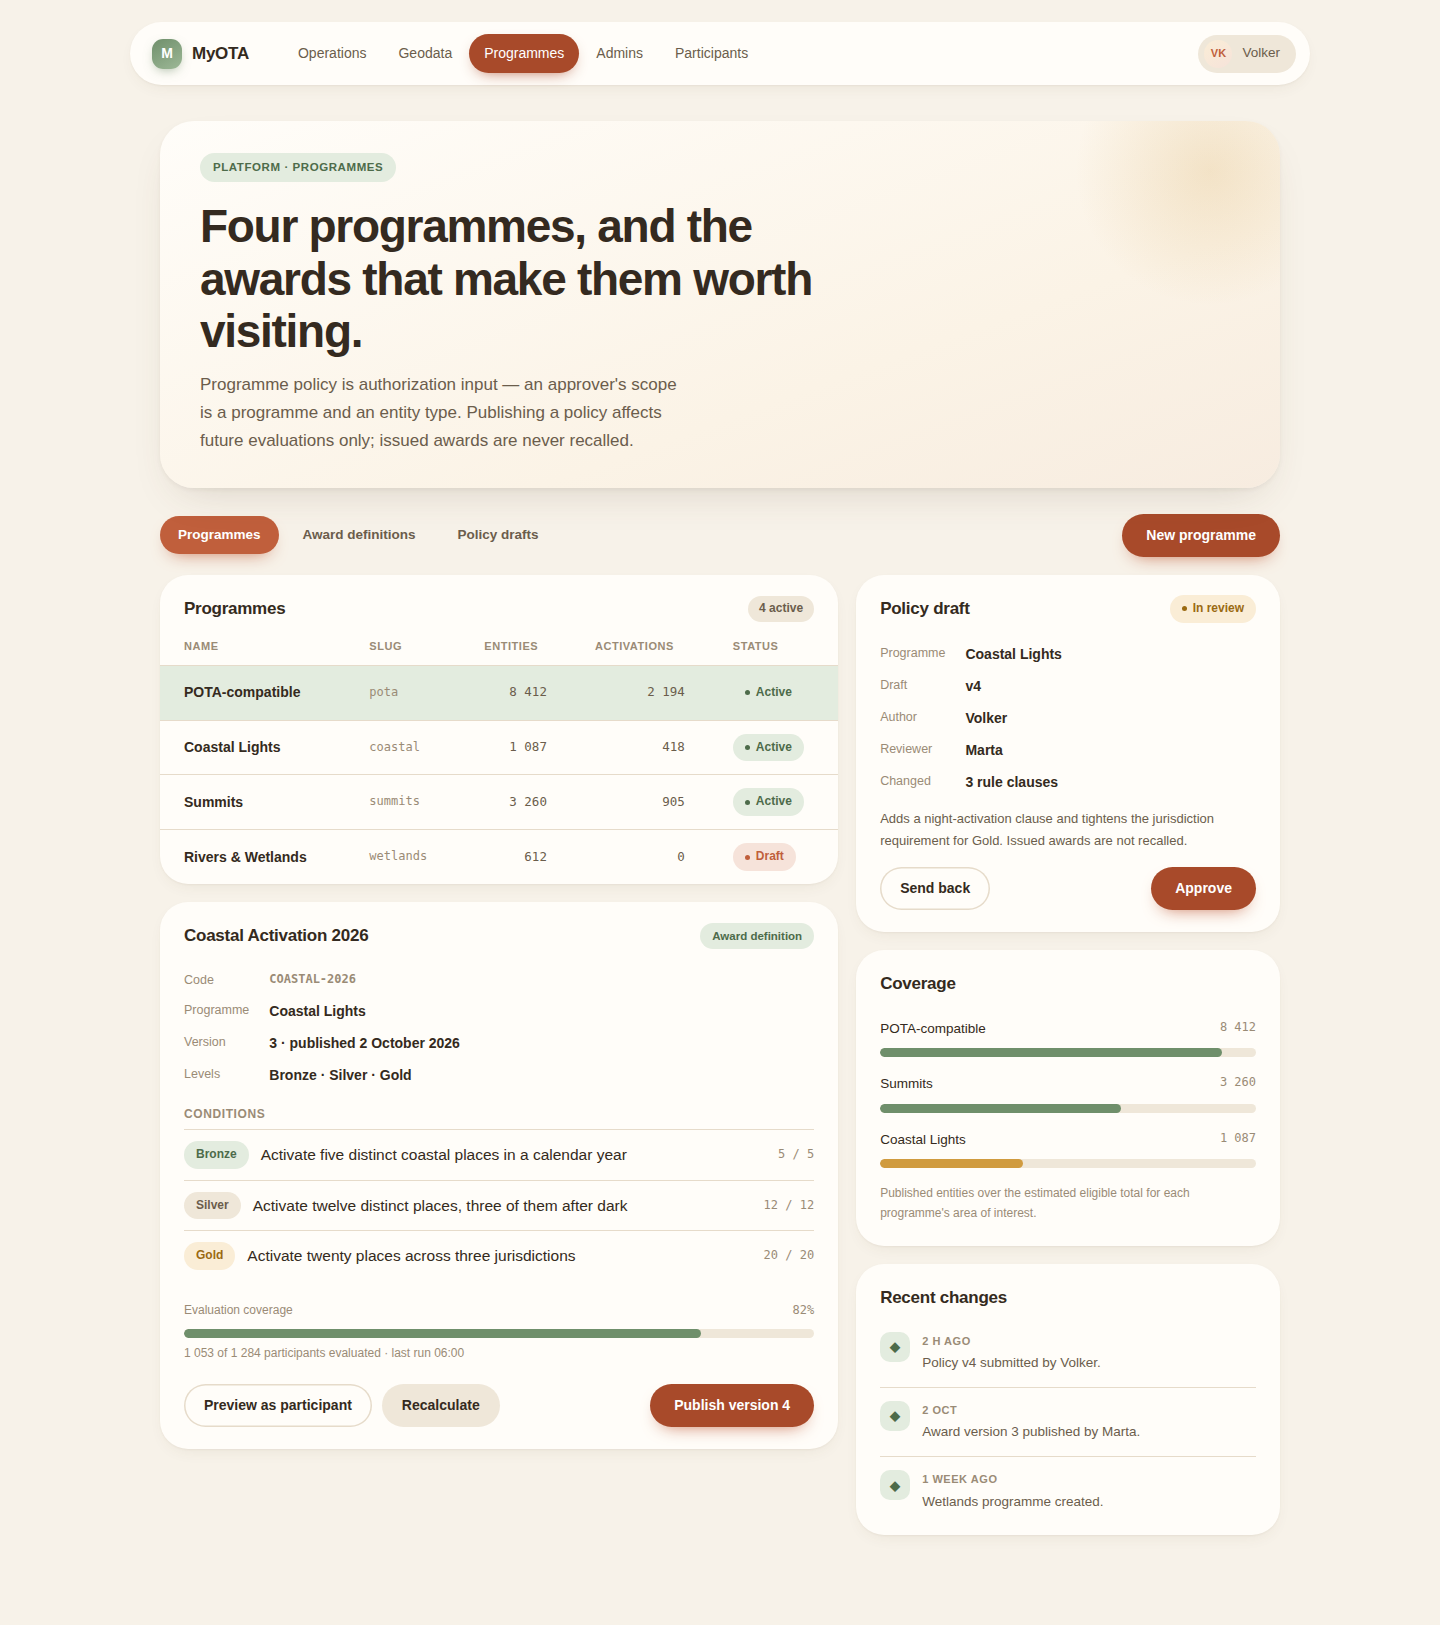 M MyOTA Operations Geodata Programmes Admins Participants VK Volker
PLATFORM · PROGRAMMES
Four programmes, and the
awards that make them worth
visiting.
Programme policy is authorization input — an approver's scope
is a programme and an entity type. Publishing a policy affects
future evaluations only; issued awards are never recalled.
Programmes Award definitions Policy drafts New programme
Programmes 4 active
NAME SLUG ENTITIES ACTIVATIONS STATUS
POTA-compatible pota 8 412 2 194 Active
Coastal Lights coastal 1 087 418 Active
Summits summits 3 260 905 Active
Rivers & Wetlands wetlands 612 0 Draft
Coastal Activation 2026 Award definition
Code COASTAL-2026
Programme Coastal Lights
Version 3 · published 2 October 2026
Levels Bronze · Silver · Gold
CONDITIONS
Bronze Activate five distinct coastal places in a calendar year 5 / 5
Silver Activate twelve distinct places, three of them after dark 12 / 12
Gold Activate twenty places across three jurisdictions 20 / 20
Evaluation coverage 82%
1 053 of 1 284 participants evaluated · last run 06:00
Preview as participant Recalculate Publish version 4
Policy draft In review
Programme Coastal Lights
Draft v4
Author Volker
Reviewer Marta
Changed 3 rule clauses
Adds a night-activation clause and tightens the jurisdiction
requirement for Gold. Issued awards are not recalled.
Send back Approve
Coverage
POTA-compatible 8 412
Summits 3 260
Coastal Lights 1 087
Published entities over the estimated eligible total for each
programme's area of interest.
Recent changes
2 H AGO
Policy v4 submitted by Volker.
2 OCT
Award version 3 published by Marta.
1 WEEK AGO
Wetlands programme created.